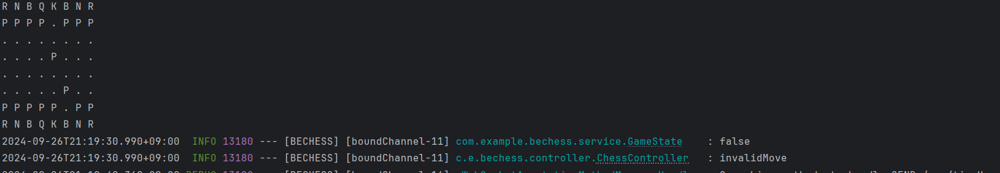 R N B Q K B N R
P P P P . P P P
. . . . . . . .
. . . . P . . .
. . . . . . . .
. . . . . P . .
P P P P P . P P
R N B Q K B N R
2024-09-26T21:19:30.990+09:00  INFO 13180 --- [BECHESS] [boundChannel-11] com.example.bechess.service.GameState    : false
2024-09-26T21:19:30.990+09:00  INFO 13180 --- [BECHESS] [boundChannel-11] c.e.bechess.controller.ChessController   : invalidMove